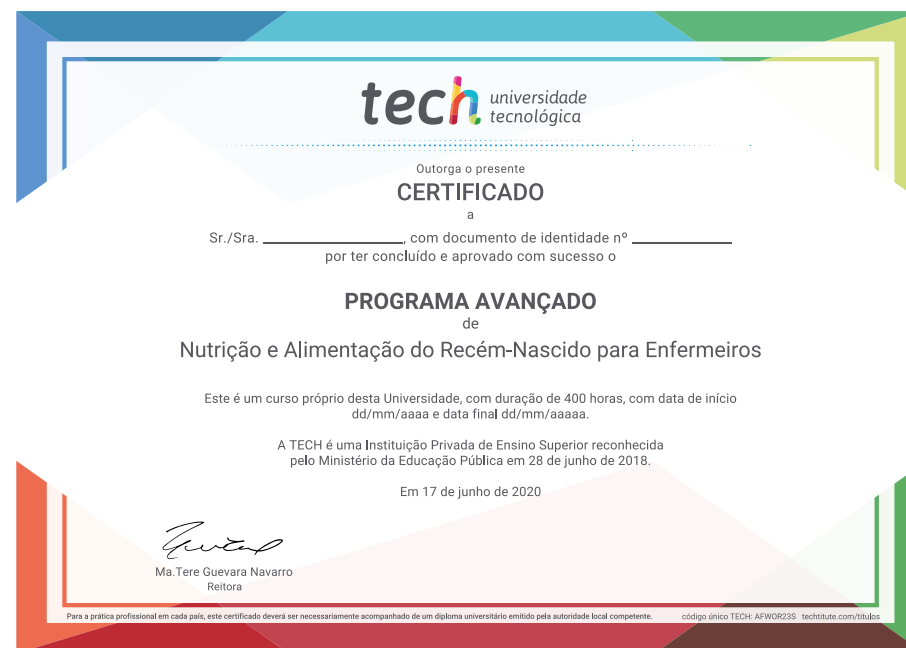 tech universidade
tecnológica
Outorga o presente
CERTIFICADO
a
Sr./Sra. ____________________, com documento de identidade nº ______________
por ter concluído e aprovado com sucesso o
PROGRAMA AVANÇADO
de
Nutrição e Alimentação do Recém-Nascido para Enfermeiros
Este é um curso próprio desta Universidade, com duração de 400 horas, com data de início
dd/mm/aaaa e data final dd/mm/aaaaa.
A TECH é uma Instituição Privada de Ensino Superior reconhecida
pelo Ministério da Educação Pública em 28 de junho de 2018.
Em 17 de junho de 2020
Ma.Tere Guevara Navarro
Reitora
Para a prática profissional em cada país, este certificado deverá ser necessariamente acompanhado de um diploma universitário emitido pela autoridade local competente. código único TECH: AFWOR23S techtitute.com/titulos